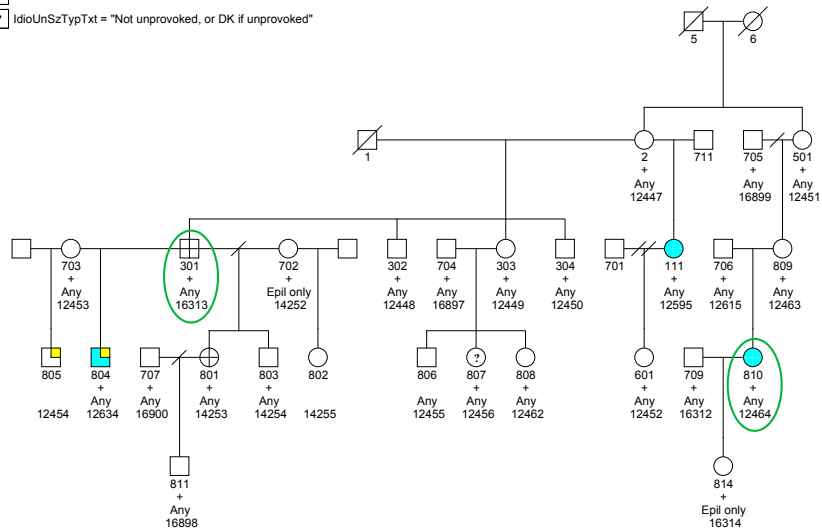 ? IdioUnSzTypTxt = "Not unprovoked, or DK if unprovoked"
5 6
1
2 711 705 501
+ + +
Any Any Any
12447 16899 12451
703 301 702 302 704 303 304 701 111 706 809
+ + + + + + + + + +
Any Any Epil only Any Any Any Any Any Any Any
12453 16313 14252 12448 16897 12449 12450 12595 12615 12463
?
805 804 707 801 803 802 806 807 808 601 709 810
+ + + + + + + + +
Any Any Any Any Any Any Any Any Any Any
12454 12634 16900 14253 14254 14255 12455 12456 12462 12452 16312 12464
811 814
+ +
Any Epil only
16898 16314